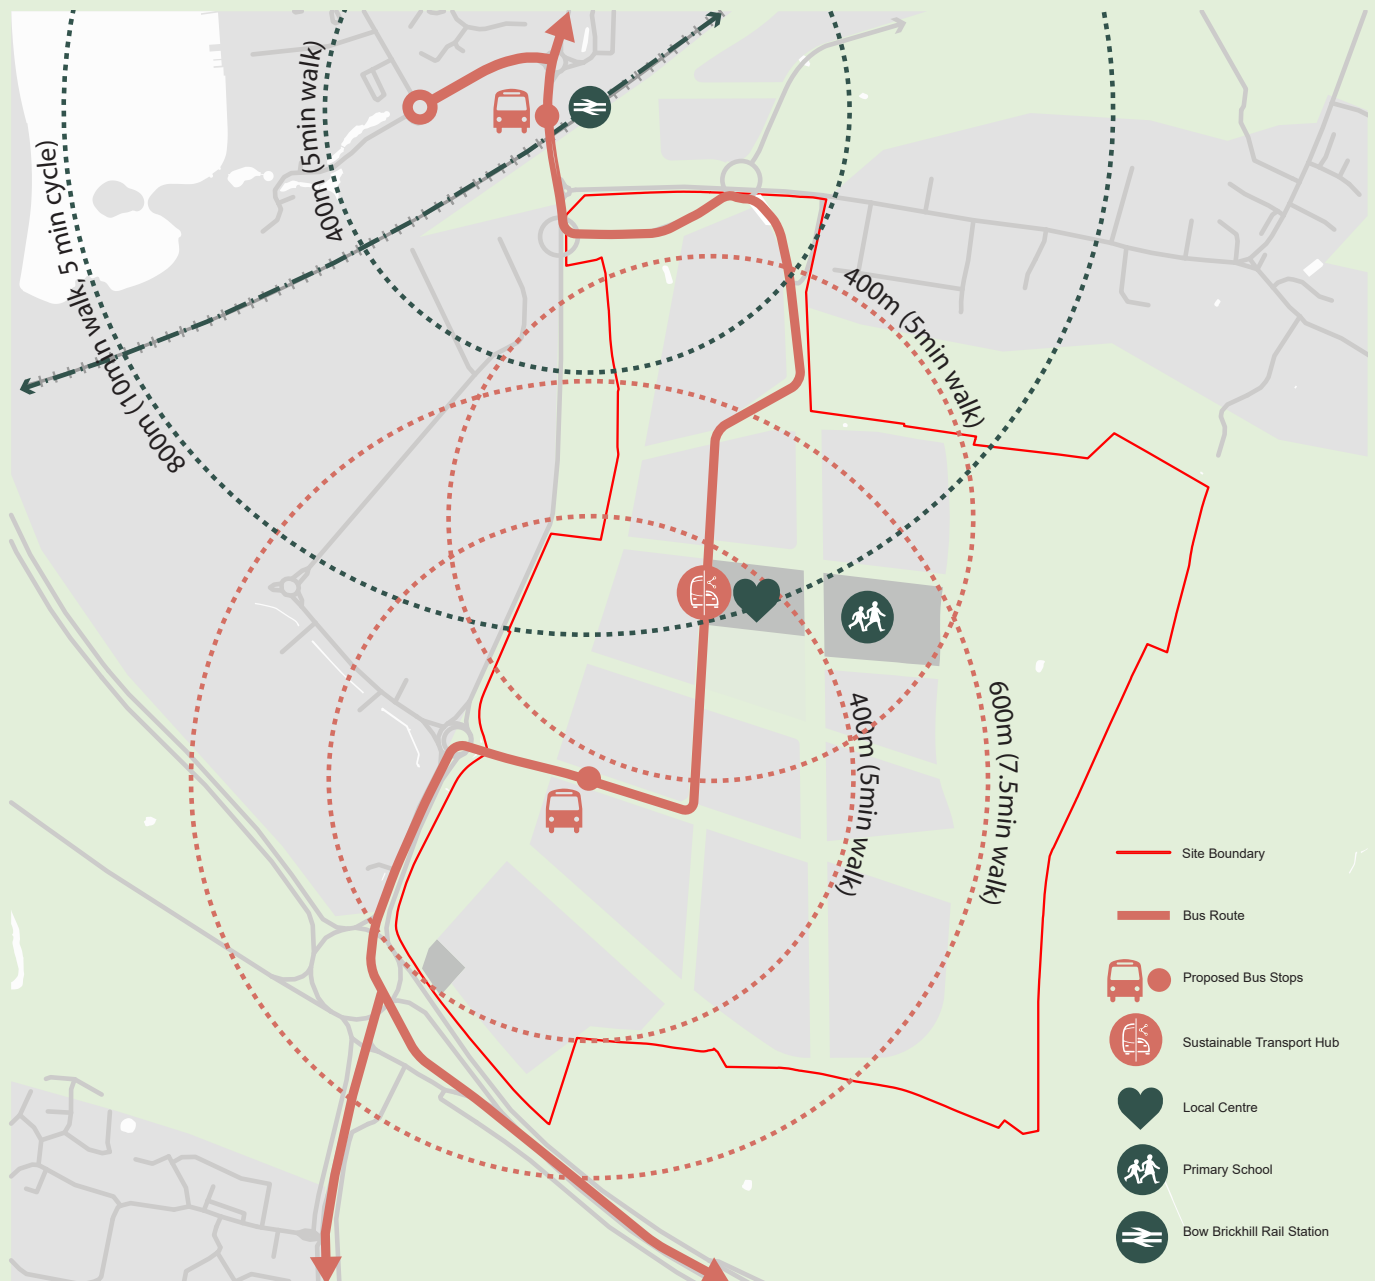 400m (5min walk)
800m (10min walk, 5 min cycle)
400m (5min walk)
400m (5min walk)
600m (7.5min walk)
Site Boundary
Bus Route
Proposed Bus Stops
Sustainable Transport Hub
Local Centre
Primary School
Bow Brickhill Rail Station